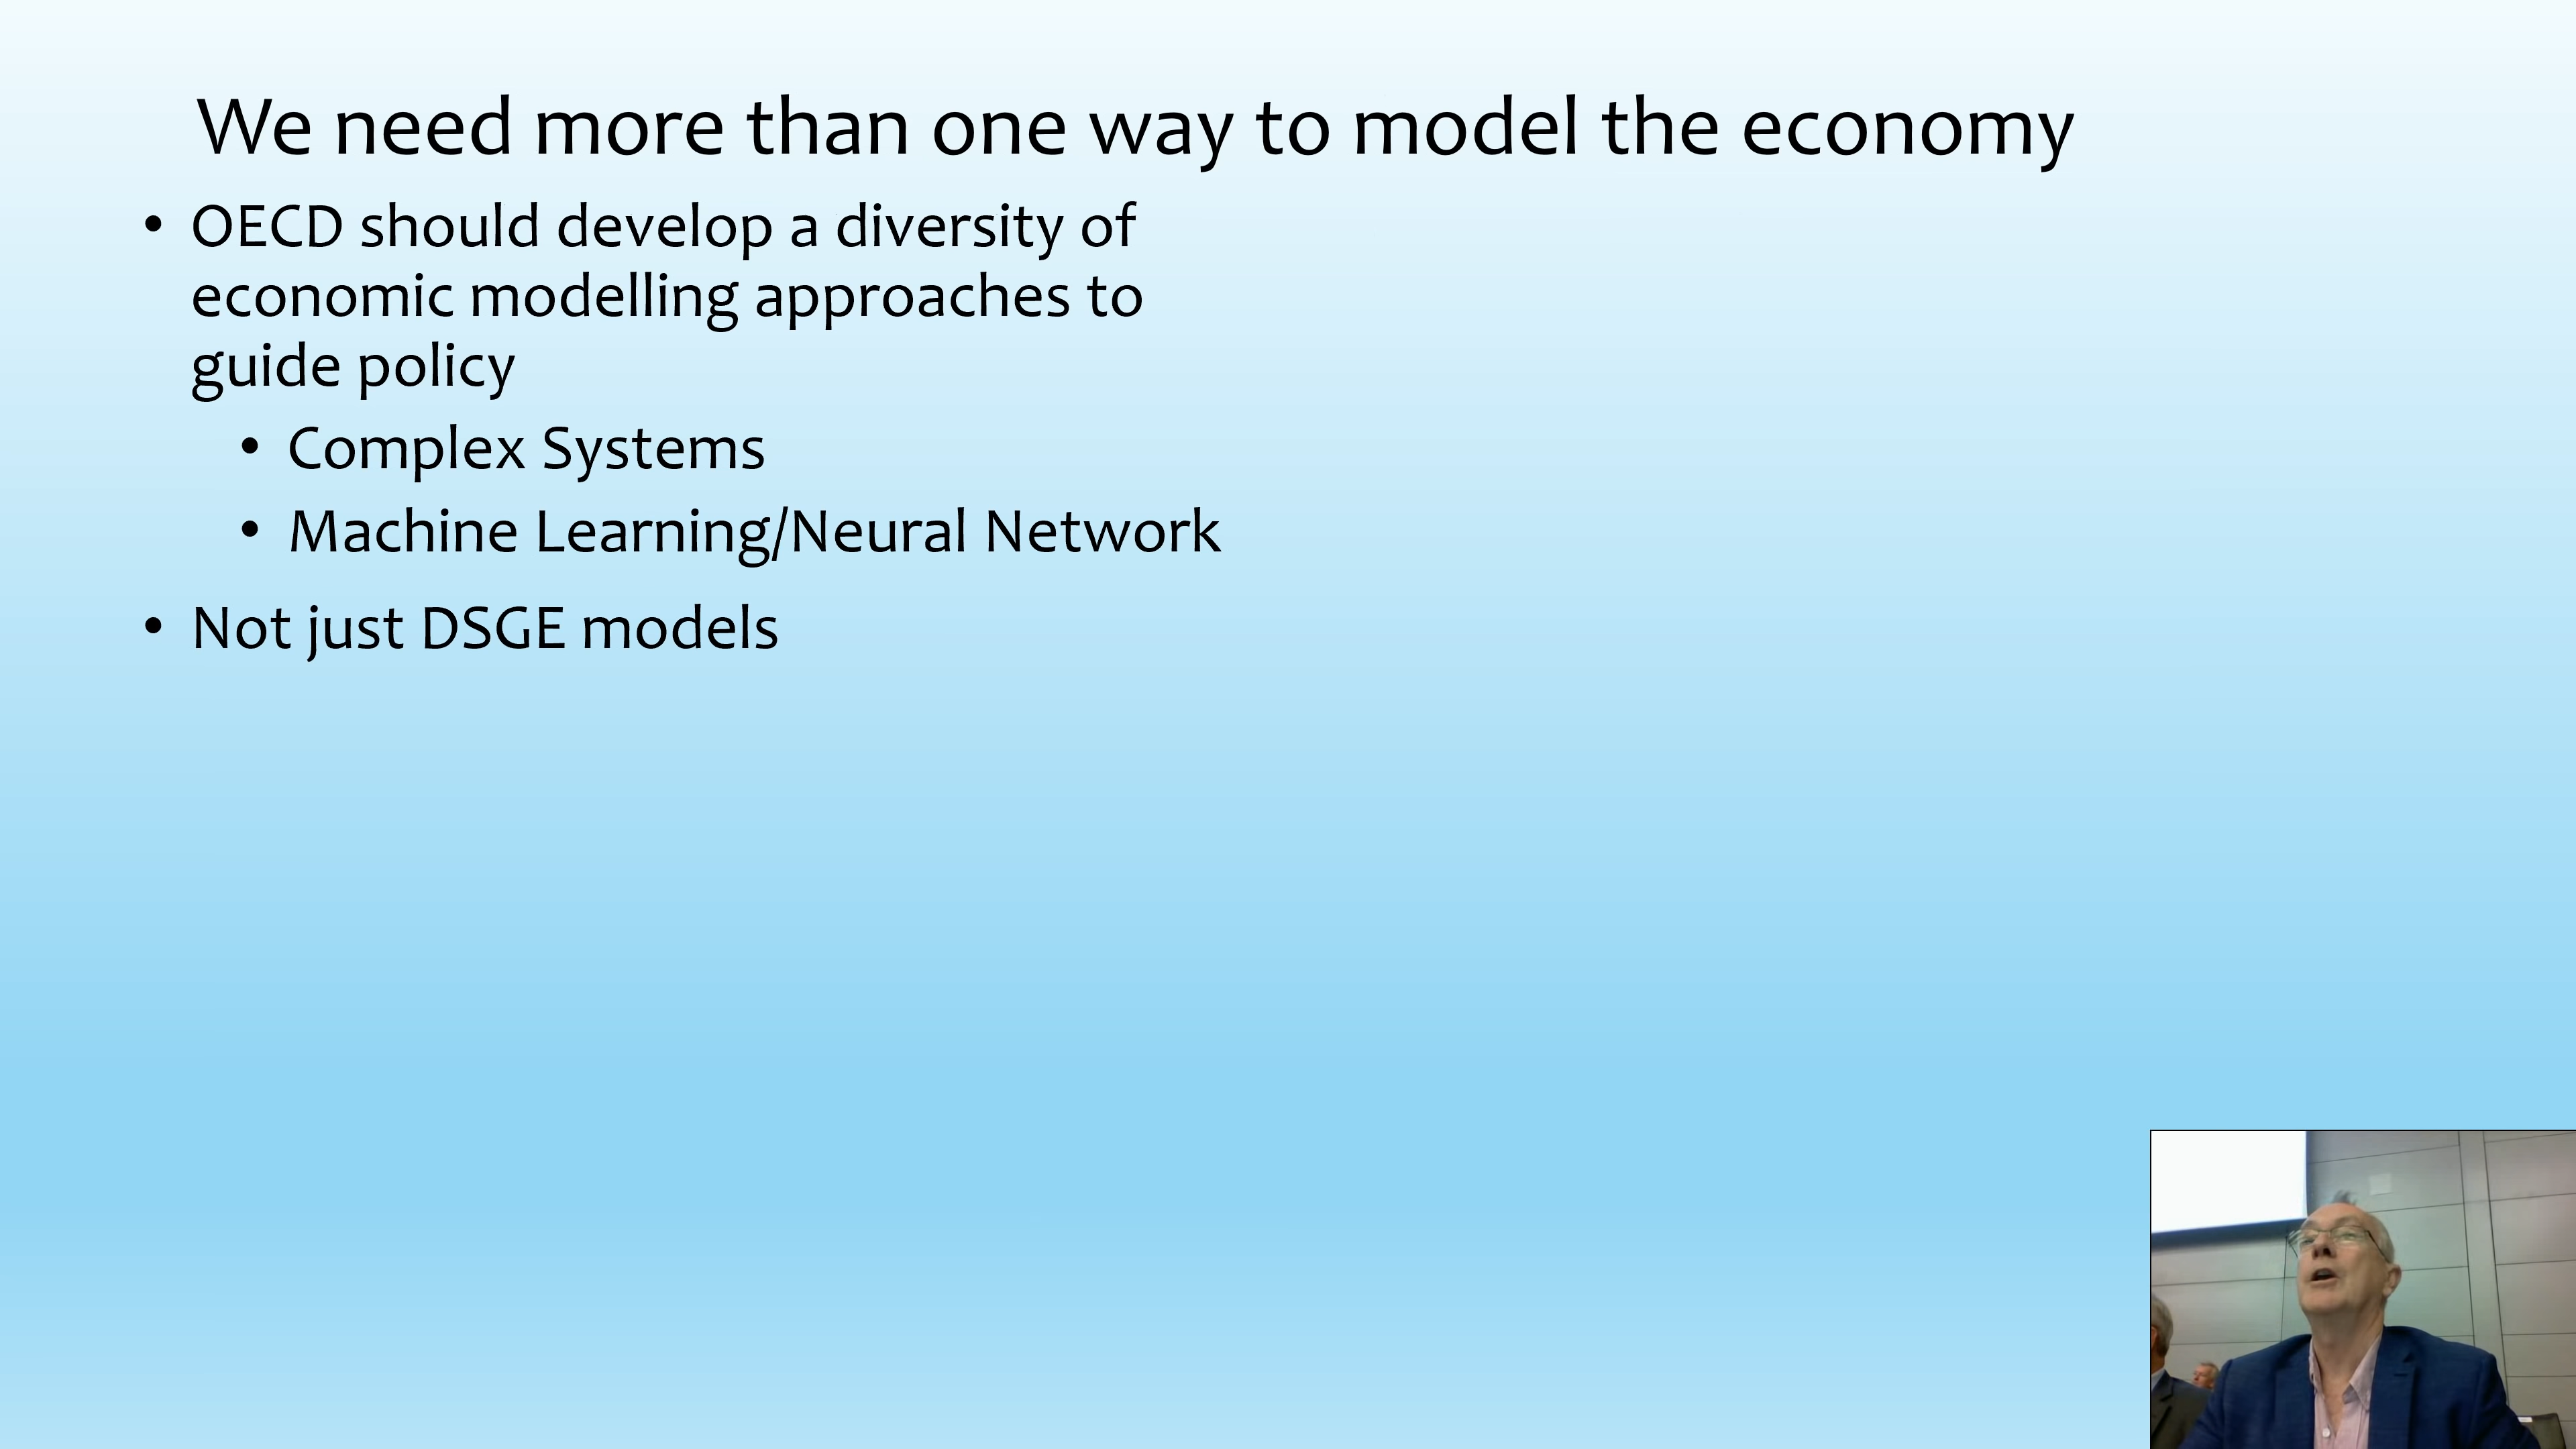 We need more than one way to model the economy
• OECD should develop a diversity of
economic modelling approaches to
guide policy
• Complex Systems
• Machine Learning/Neural Network
• Not just DSGE models